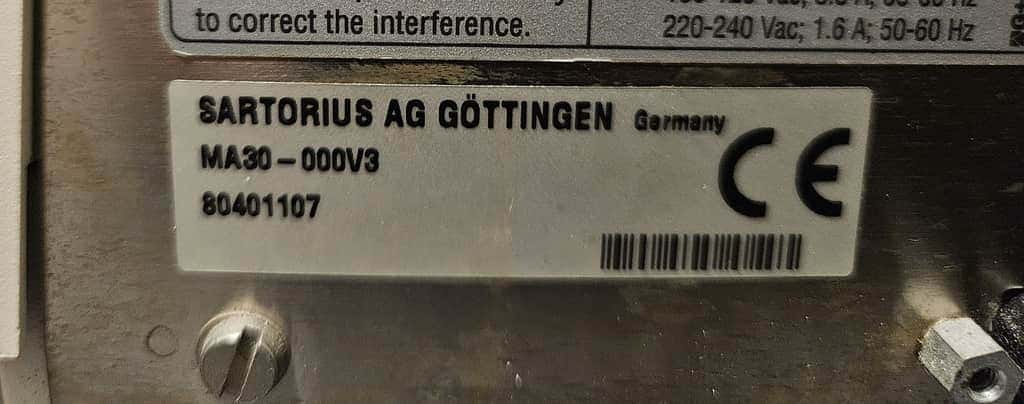 to correct the interference.
220-240 Vac; 1.6 A; 50-60 Hz
SARTORIUS AG GÖTTINGEN Germany
CE
MA30-000V3
80401107